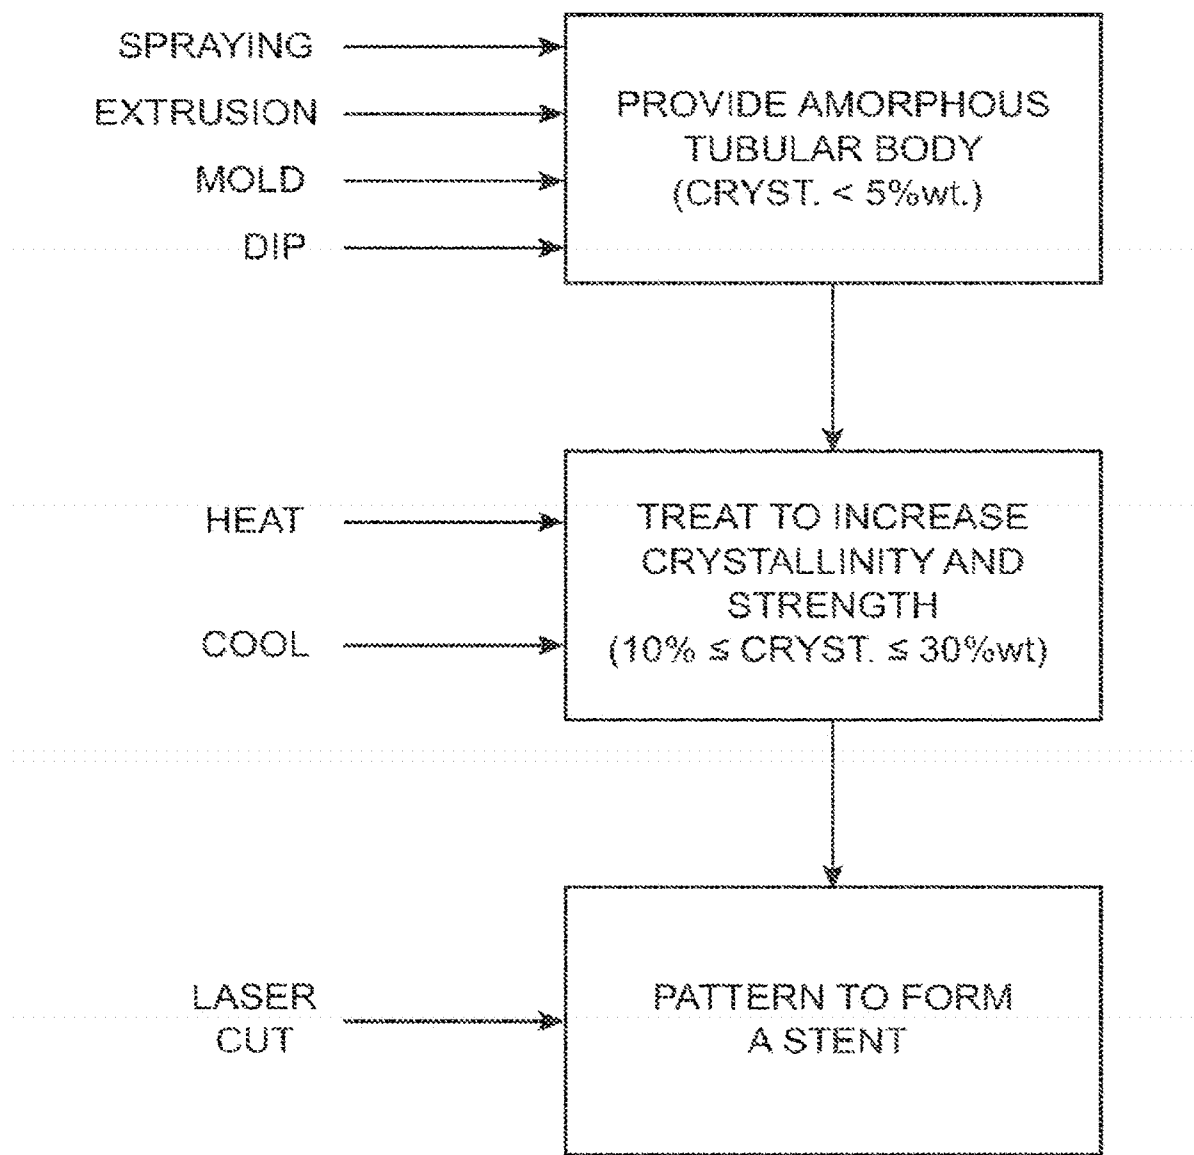 SPRAYING
EXTRUSION
MOLD
DIP
PROVIDE AMORPHOUS
TUBULAR BODY
(CRYST. < 5%wt.)
HEAT
COOL
TREAT TO INCREASE
CRYSTALLINITY AND
STRENGTH
(10% ≤ CRYST. ≤ 30%wt)
LASER
CUT
PATTERN TO FORM
A STENT